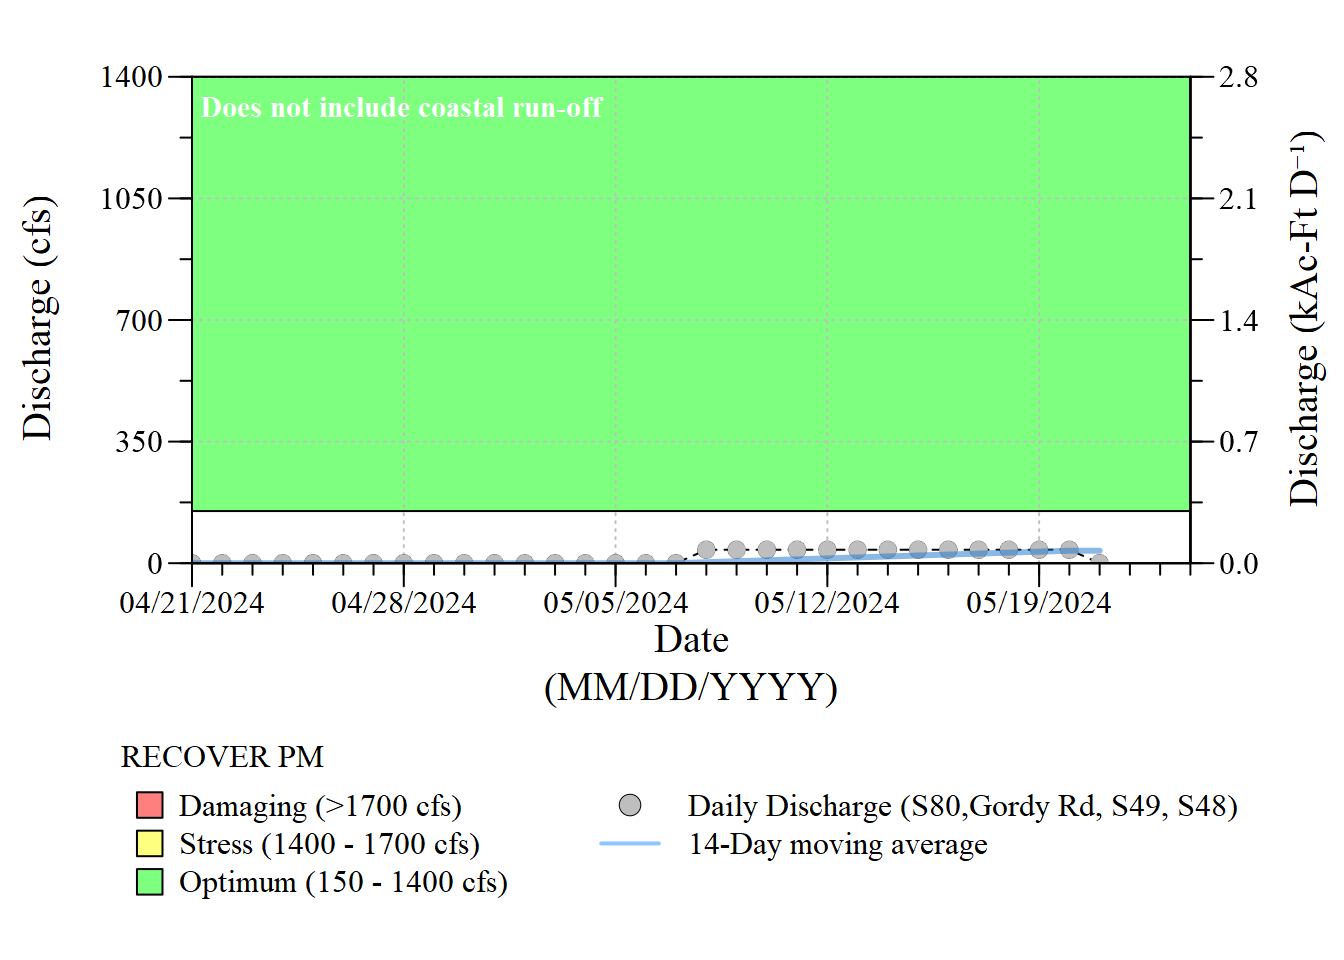 1400
2.8
Does not include coastal run-off
1050
2.1
Discharge (cfs)
700
1.4
Discharge (kAc-Ft D⁻¹)
350
0.7
0
0.0
04/21/2024
04/28/2024
05/05/2024
05/12/2024
05/19/2024
Date
(MM/DD/YYYY)
RECOVER PM
Damaging (>1700 cfs)
Stress (1400 - 1700 cfs)
Optimum (150 - 1400 cfs)
Daily Discharge (S80,Gordy Rd, S49, S48)
14-Day moving average